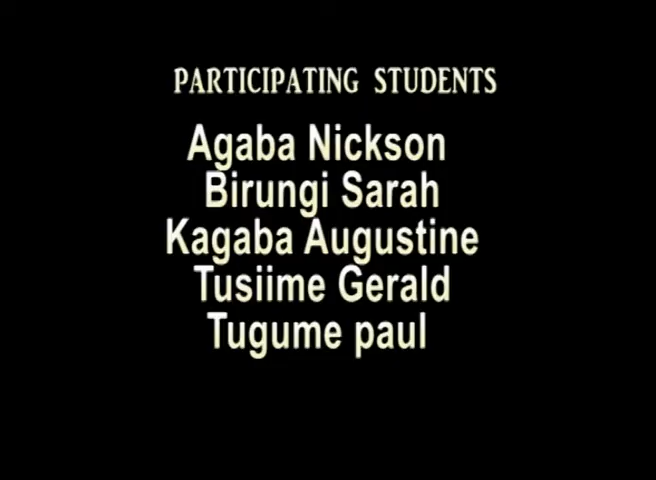 PARTICIPATING STUDENTS
Agaba Nickson
Birungi Sarah
Kagaba Augustine
Tusiime Gerald
Tugume paul